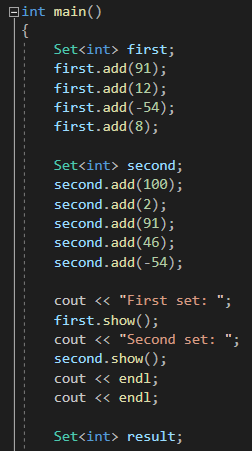 int main()
{
Set<int> first;
first.add(91);
first.add(12);
first.add(-54);
first.add(8);
Set<int> second;
second.add(100);
second.add(2);
second.add(91);
second.add(46);
second.add(-54);
cout << "First set: ";
first.show();
cout << "Second set: ";
second.show();
cout << endl;
cout << endl;
Set<int> result;